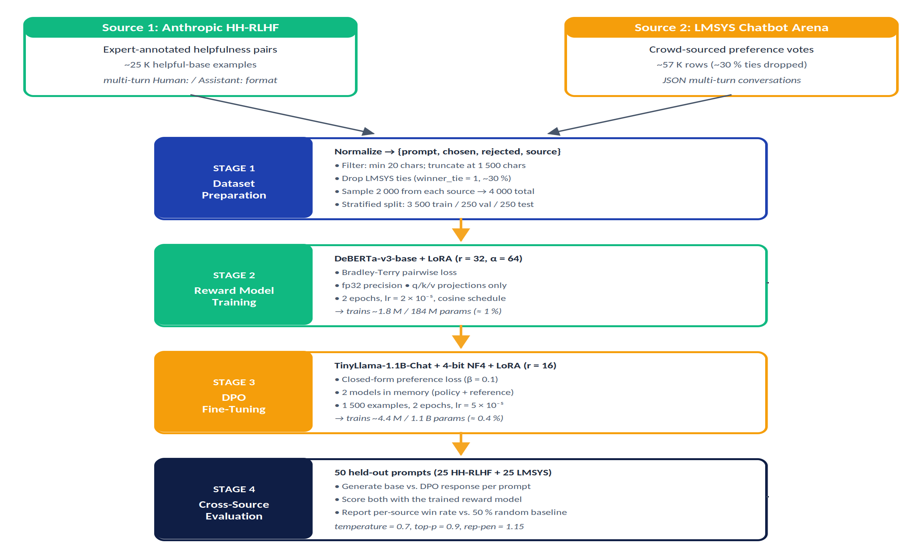 Source 1: Anthropic HH-RLHF
Expert-annotated helpfulness pairs
~25 K helpful-base examples
multi-turn Human: / Assistant: format
Source 2: LMSYS Chatbot Arena
Crowd-sourced preference votes
~57 K rows (~30 % ties dropped)
JSON multi-turn conversations
STAGE 1
Dataset
Preparation
Normalize → {prompt, chosen, rejected, source}
• Filter: min 20 chars; truncate at 1 500 chars
• Drop LMSYS ties (winner_tie = 1, ~30 %)
• Sample 2 000 from each source → 4 000 total
• Stratified split: 3 500 train / 250 val / 250 test
STAGE 2
Reward Model
Training
DeBERTa-v3-base + LoRA (r = 32, α = 64)
• Bradley-Terry pairwise loss
• fp32 precision • q/k/v projections only
• 2 epochs, lr = 2 × 10⁻⁵, cosine schedule
→ trains ~1.8 M / 184 M params (≈ 1 %)
STAGE 3
DPO
Fine-Tuning
TinyLlama-1.1B-Chat + 4-bit NF4 + LoRA (r = 16)
• Closed-form preference loss (β = 0.1)
• 2 models in memory (policy + reference)
• 1 500 examples, 2 epochs, lr = 5 × 10⁻⁵
→ trains ~4.4 M / 1.1 B params (≈ 0.4 %)
STAGE 4
Cross-Source
Evaluation
50 held-out prompts (25 HH-RLHF + 25 LMSYS)
• Generate base vs. DPO response per prompt
• Score both with the trained reward model
• Report per-source win rate vs. 50 % random baseline
temperature = 0.7, top-p = 0.9, rep-pen = 1.15